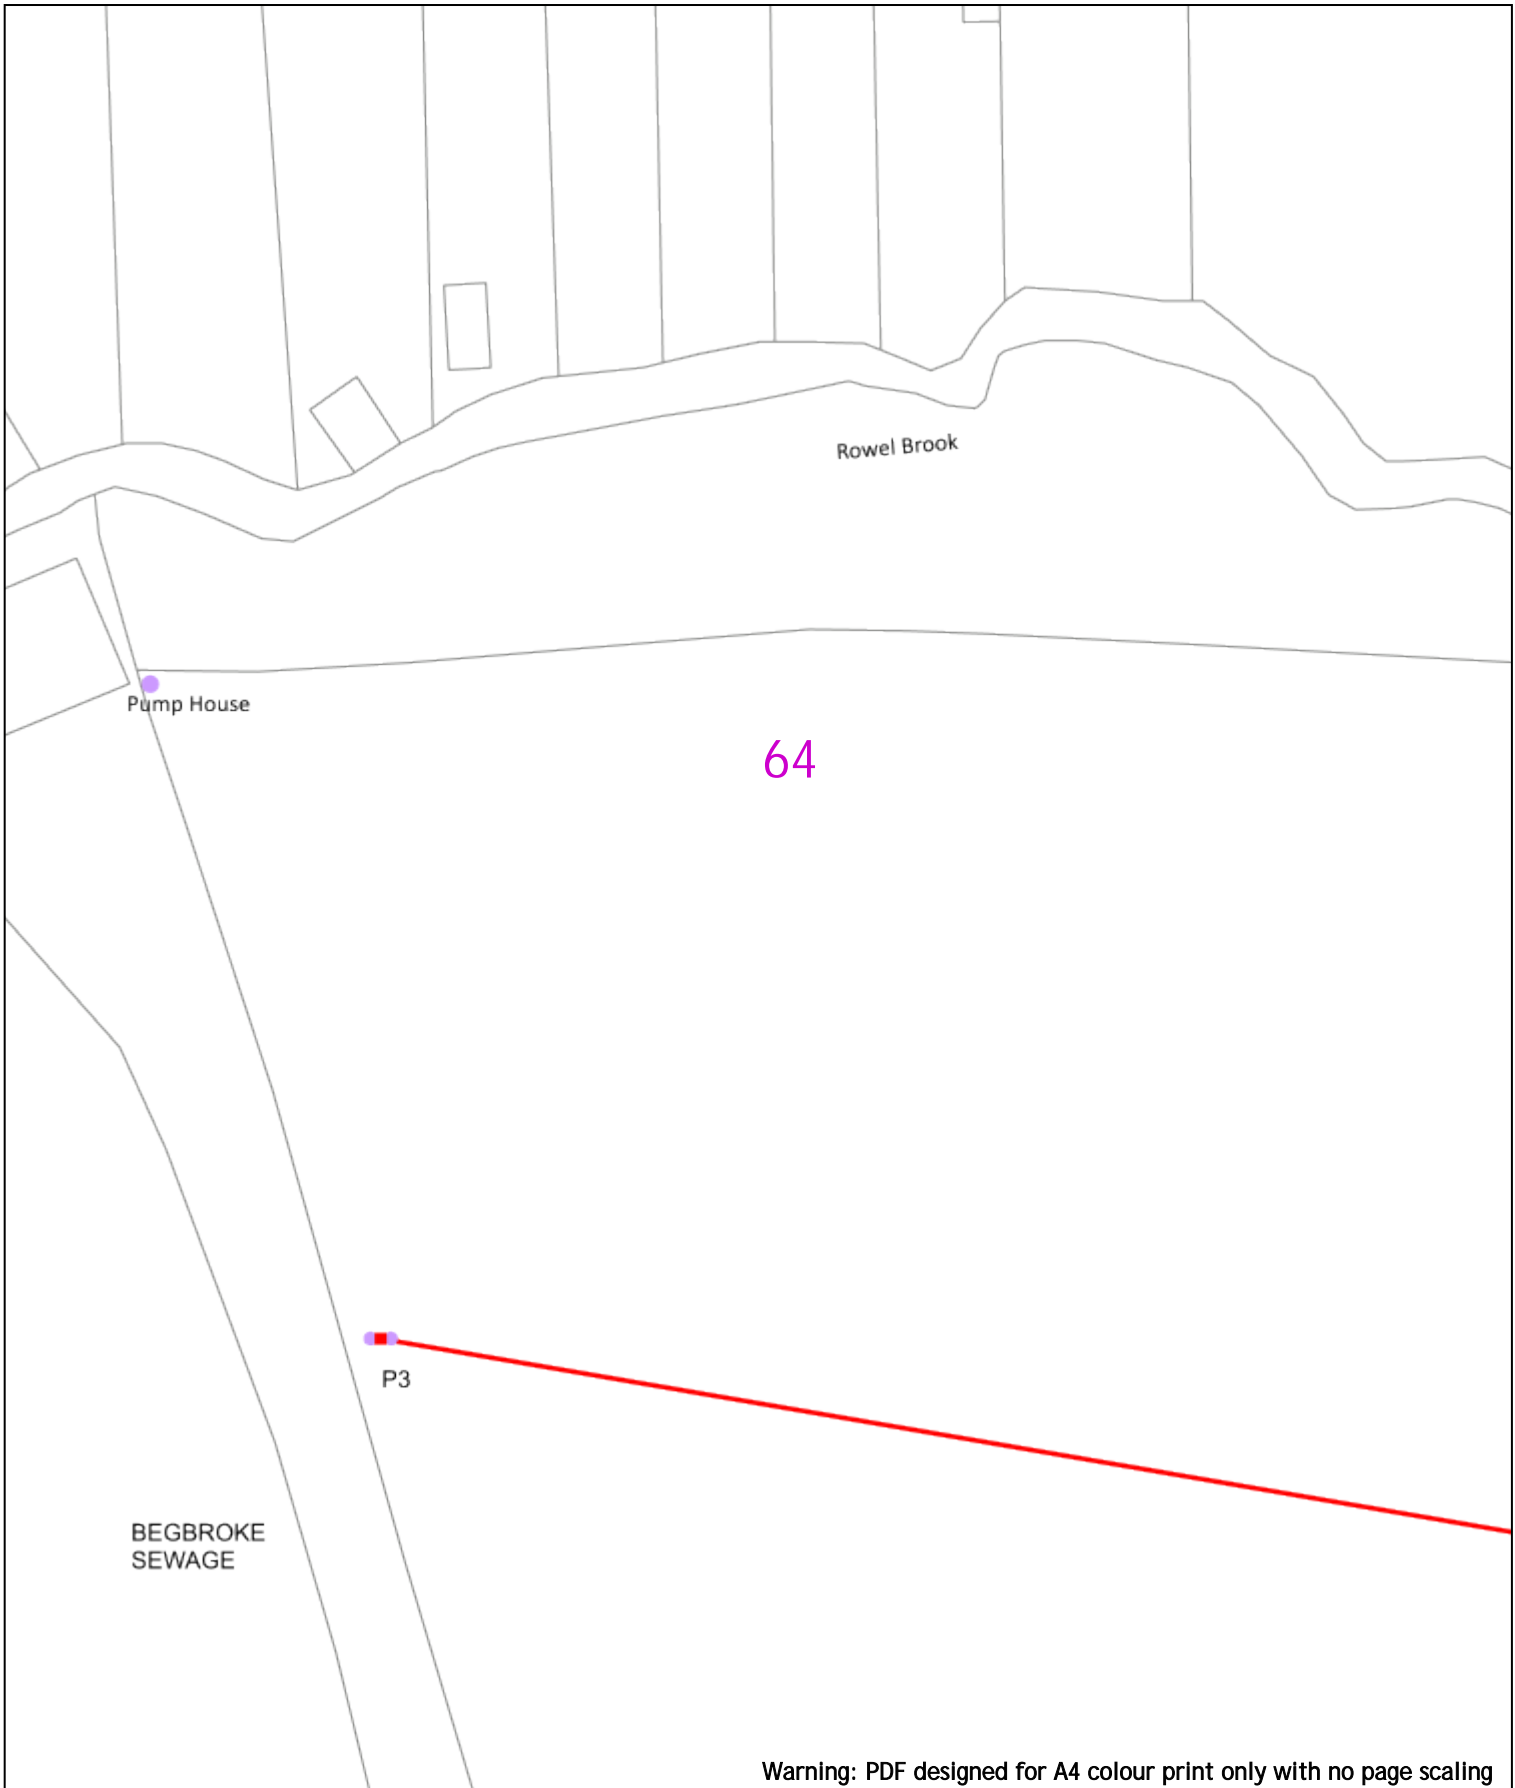 Rowel Brook
Pump House
64
P3
BEGBROKE
SEWAGE
Warning: PDF designed for A4 colour print only with no page scaling